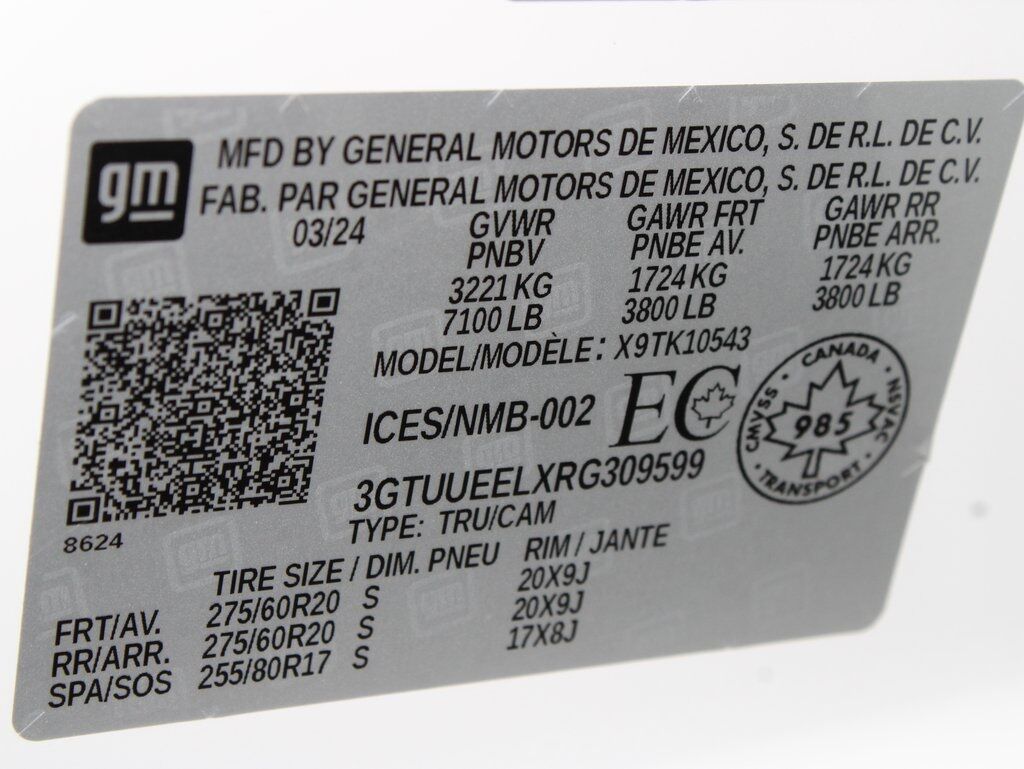 gm
MFD BY GENERAL MOTORS DE MEXICO, S. DE R.L. DE C.V.
FAB. PAR GENERAL MOTORS DE MEXICO, S. DE R.L. DE C.V.
03/24 GVWR GAWR FRT GAWR RR
PNBV PNBE AV. PNBE ARR.
3221 KG 1724 KG 1724 KG
7100 LB 3800 LB 3800 LB
MODEL/MODÈLE: X9TK10543
ICES/NMB-002 EC
CANADA
CMVSS 985 NSVAC
TRANSPORT
3GTUUEELXRG309599
TYPE: TRU/CAM
8624
TIRE SIZE / DIM. PNEU RIM / JANTE
FRT/AV. 275/60R20 S 20X9J
RR/ARR. 275/60R20 S 20X9J
SPA/SOS 255/80R17 S 17X8J